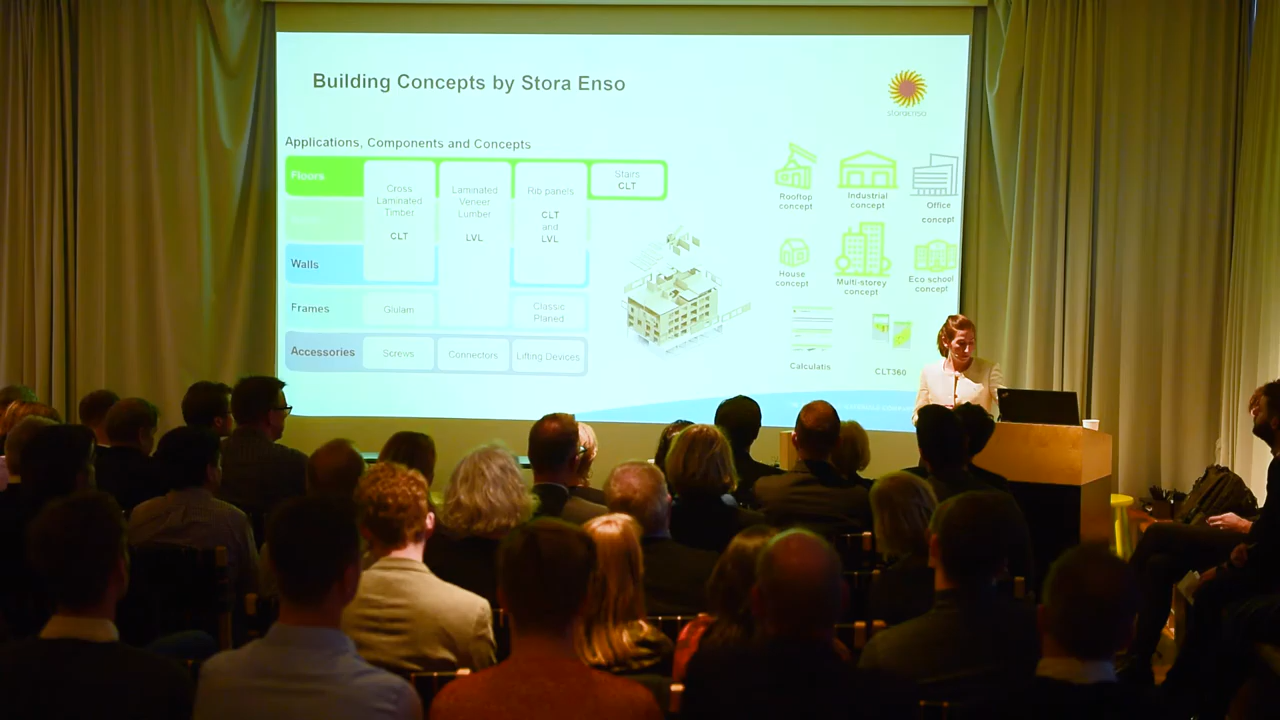 Building Concepts by Stora Enso
storaenso
Applications, Components and Concepts
Floors
Cross
Laminated
Timber
CLT
Laminated
Veneer
Lumber
LVL
Rib panels
CLT
and
LVL
Stairs
CLT
Walls
Frames
Glulam
Classic
Planed
Accessories
Screws
Connectors
Lifting Devices
Rooftop
concept
Industrial
concept
Office
concept
House
concept
Multi-storey
concept
Eco school
concept
Calculatis
CLT360